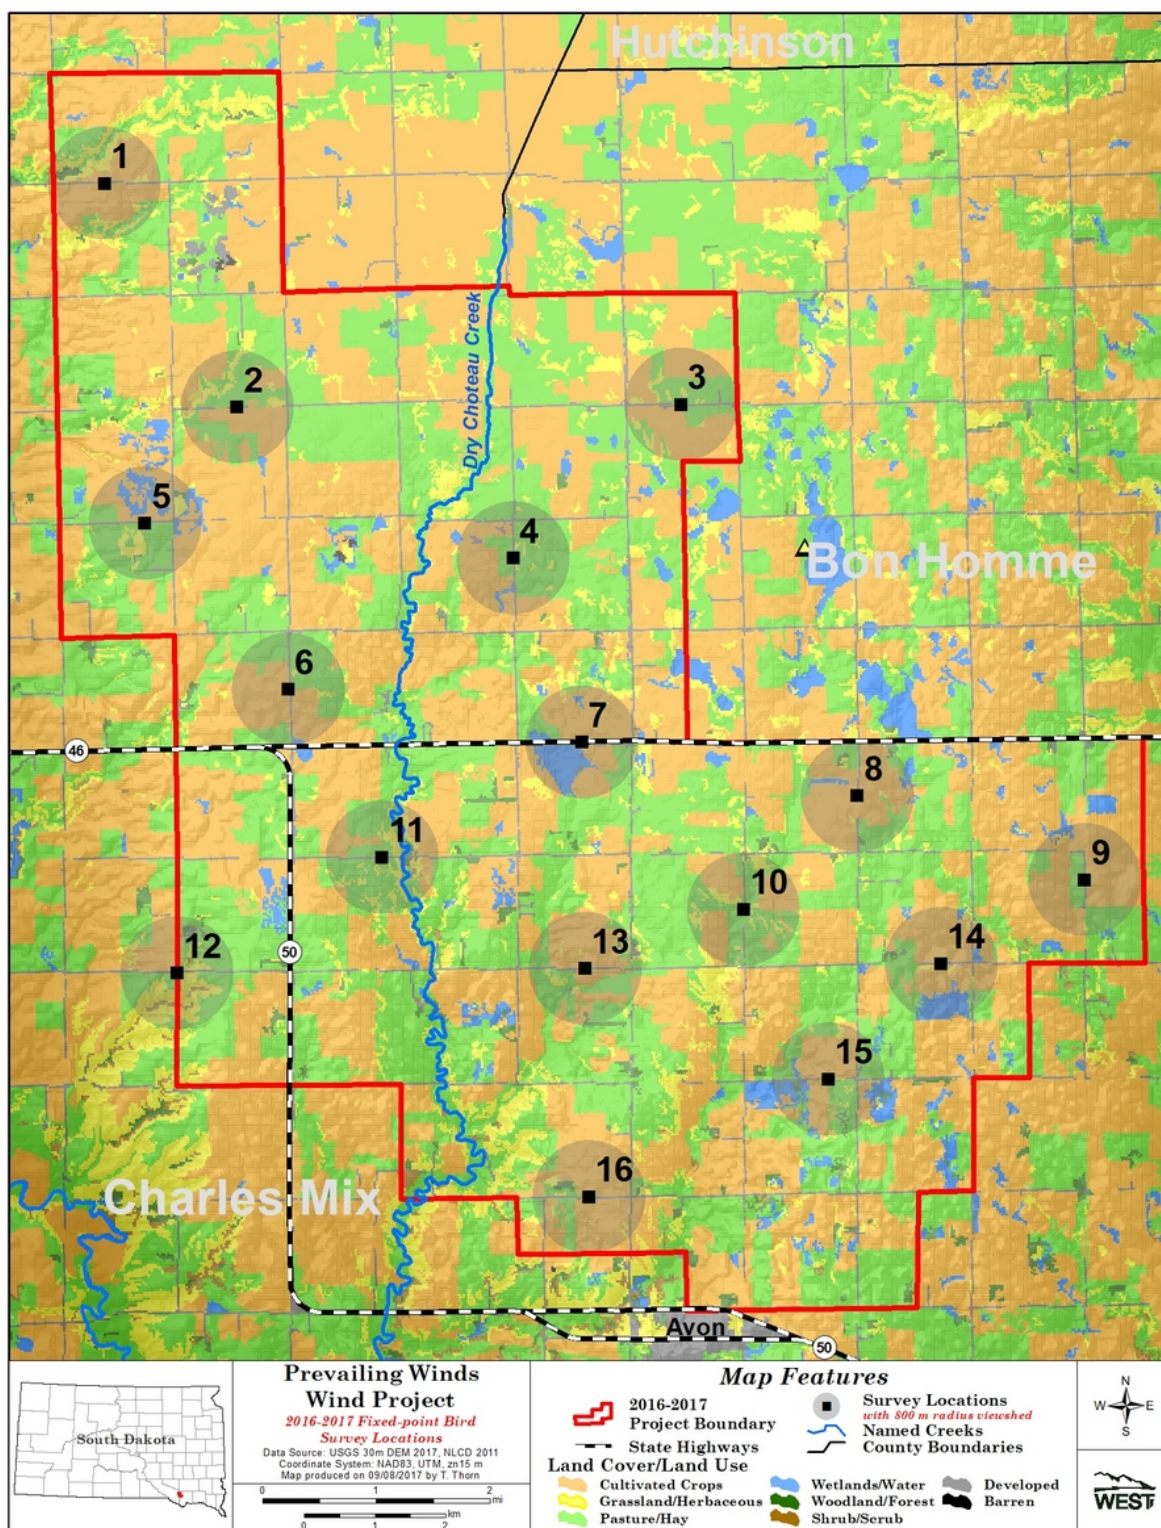 Hutchinson
1
2
Dry Choteau Creek
3
5
4
Bon Homme
6
7
46
8
11
9
10
12
50
13
14
15
16
Charles Mix
Avon
50
South Dakota
Prevailing Winds
Wind Project
2016-2017 Fixed-point Bird
Survey Locations
Data Source: USGS 30m DEM 2017, NLCD 2011
Coordinate System: NAD83, UTM, zn15 m
Map produced on 09/08/2017 by T. Thorn
0 1 2
mi
km
0 1 2
Map Features
2016-2017
Project Boundary
State Highways
Survey Locations
with 800 m radius viewshed
Named Creeks
County Boundaries
Land Cover/Land Use
Cultivated Crops
Grassland/Herbaceous
Pasture/Hay
Wetlands/Water
Woodland/Forest
Shrub/Scrub
Developed
Barren
N
W E
S
WEST